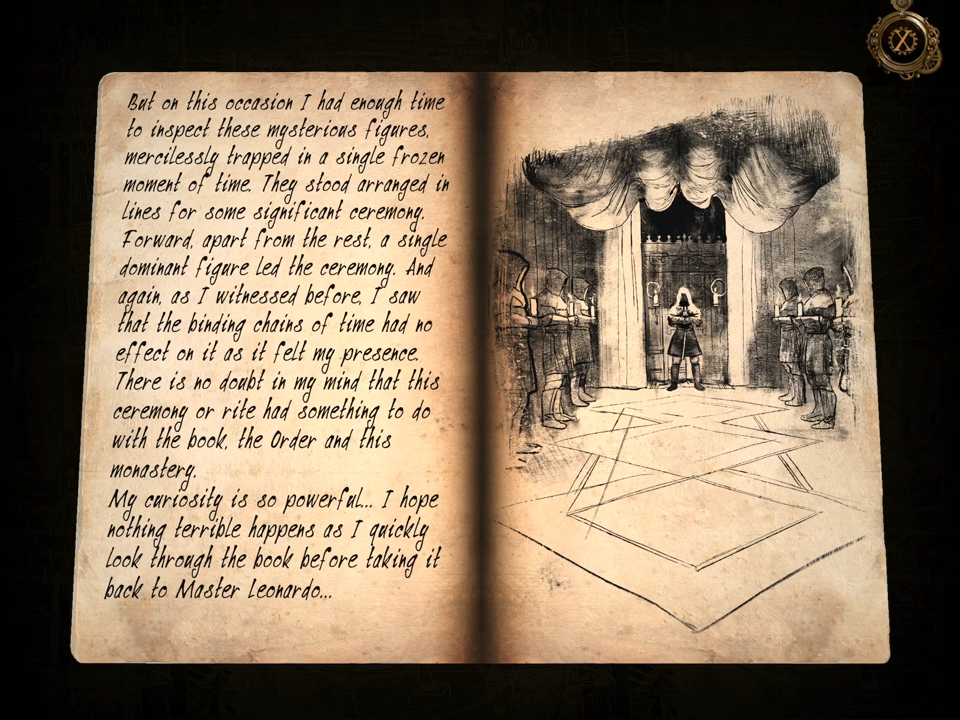 But on this occasion I had enough time
to inspect these mysterious figures,
mercilessly trapped in a single frozen
moment of time. They stood arranged in
lines for some significant ceremony.
Forward, apart from the rest, a single
dominant figure led the ceremony. And
again, as I witnessed before, I saw
that the binding chains of time had no
effect on it as it felt my presence.
There is no doubt in my mind that this
ceremony or rite had something to do
with the book, the Order and this
monastery.
My curiosity is so powerful... I hope
nothing terrible happens as I quickly
look through the book before taking it
back to Master Leonardo...
X